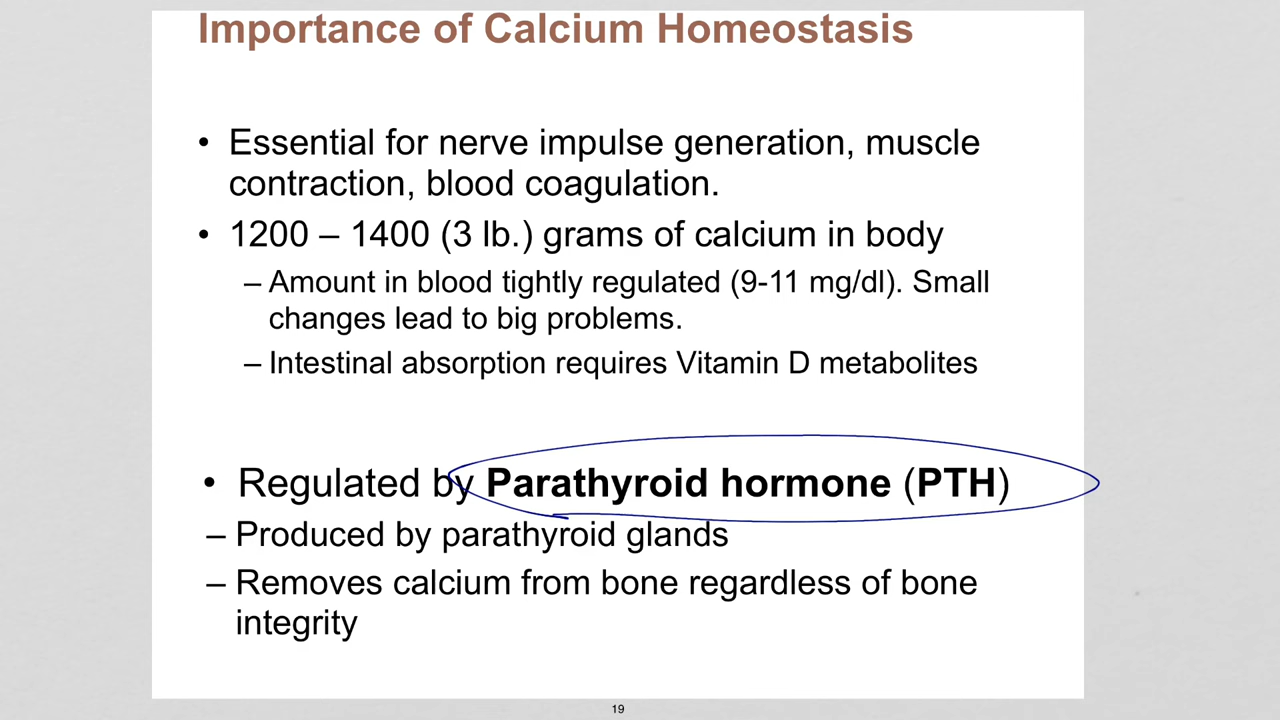 Importance of Calcium Homeostasis
• Essential for nerve impulse generation, muscle
contraction, blood coagulation.
• 1200 – 1400 (3 lb.) grams of calcium in body
– Amount in blood tightly regulated (9-11 mg/dl). Small
changes lead to big problems.
– Intestinal absorption requires Vitamin D metabolites
• Regulated by Parathyroid hormone (PTH)
– Produced by parathyroid glands
– Removes calcium from bone regardless of bone
integrity
19